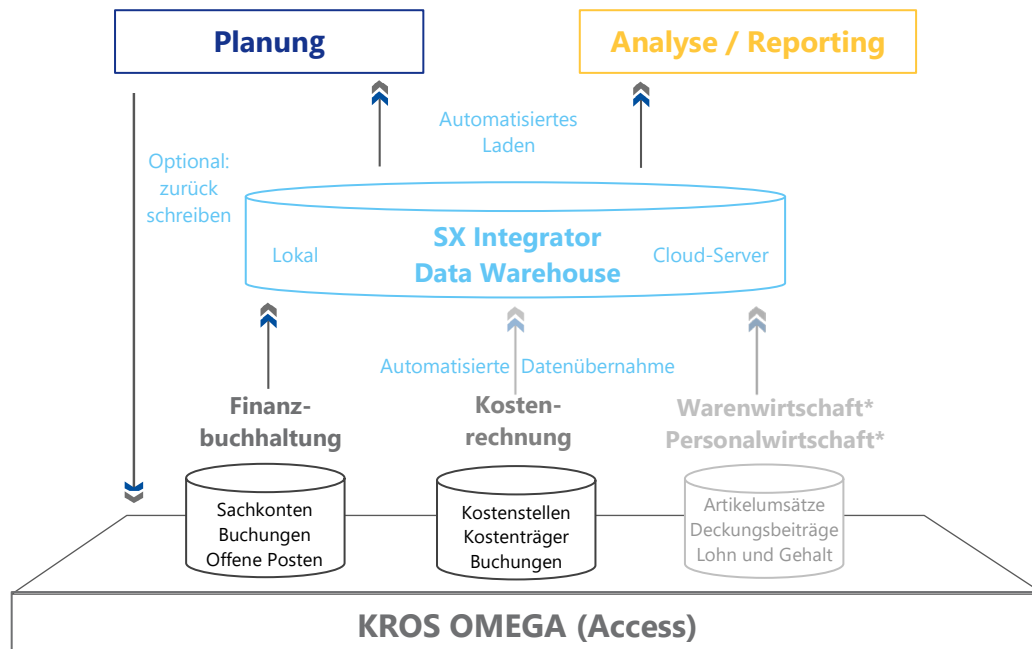 Planung
Analyse / Reporting
Automatisiertes
Laden
Optional:
zurück
schreiben
SX Integrator
Data Warehouse
Lokal
Cloud-Server
Automatisierte Datenübernahme
Finanz-
buchhaltung
Kosten-
rechnung
Warenwirtschaft*
Personalwirtschaft*
Sachkonten
Buchungen
Offene Posten
Kostenstellen
Kostenträger
Buchungen
Artikelumsätze
Deckungsbeiträge
Lohn und Gehalt
KROS OMEGA (Access)